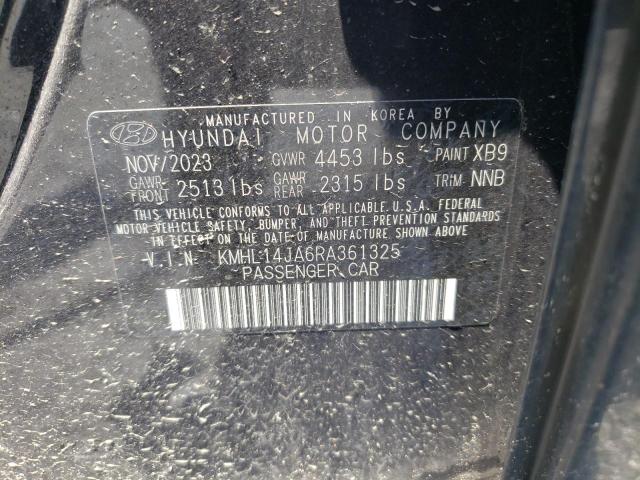 MANUFACTURED IN KOREA BY
HYUNDAI MOTOR COMPANY
NOV/2023 GVWR 4453 lbs PAINT XB9
GAWR FRONT 2513 lbs GAWR REAR 2315 lbs TRIM NNB
THIS VEHICLE CONFORMS TO ALL APPLICABLE U.S.A. FEDERAL
MOTOR VEHICLE SAFETY, BUMPER, AND THEFT PREVENTION STANDARDS
IN EFFECT ON THE DATE OF MANUFACTURE SHOWN ABOVE.
V.I.N: KMHL14JA6RA361325
PASSENGER CAR